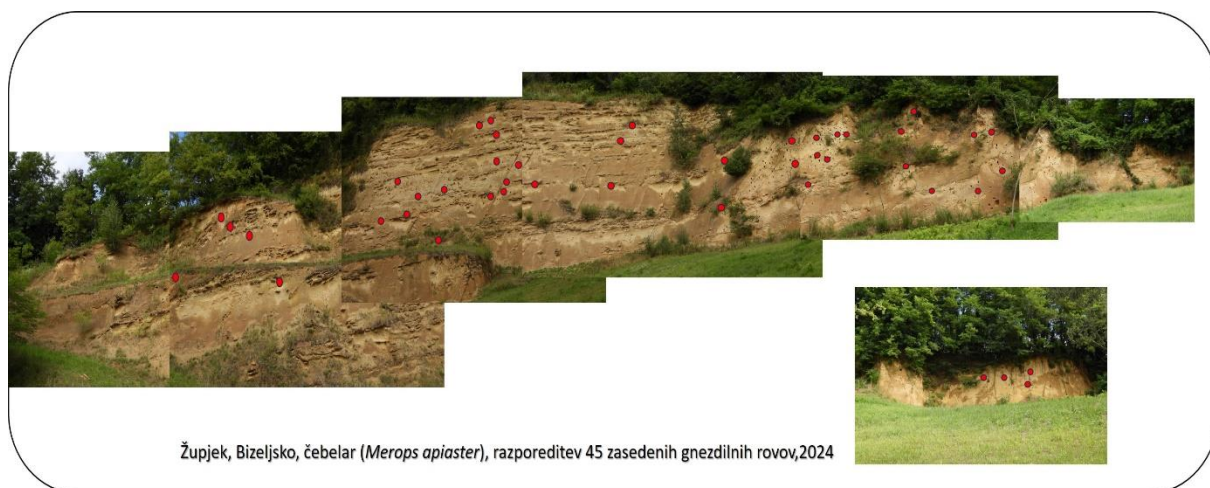 Župjek, Bizeljsko, čebelar (Merops apiaster), razporeditev 45 zasedenih gnezdilnih rovov,2024